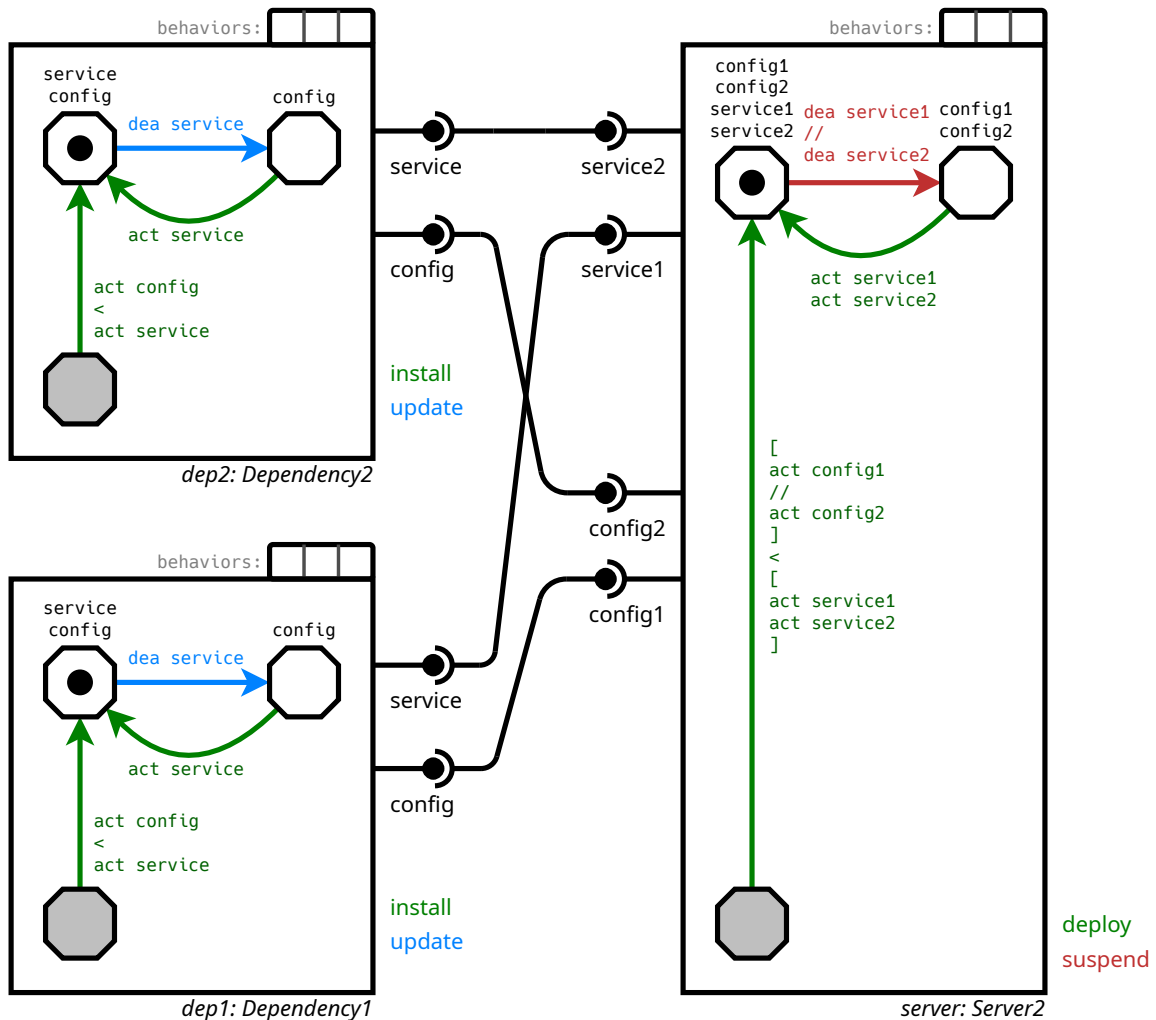 behaviors:
service
config
config
dea service
act service
act config
<
act service
install
update
dep2: Dependency2
service
config
behaviors:
service
config
config
dea service
act service
act config
<
act service
install
update
dep1: Dependency1
service
config
service2
service1
config2
config1
behaviors:
config1
config2
service1
service2
dea service1
//
dea service2
config1
config2
act service1
act service2
[
act config1
//
act config2
]
<
[
act service1
act service2
]
deploy
suspend
server: Server2